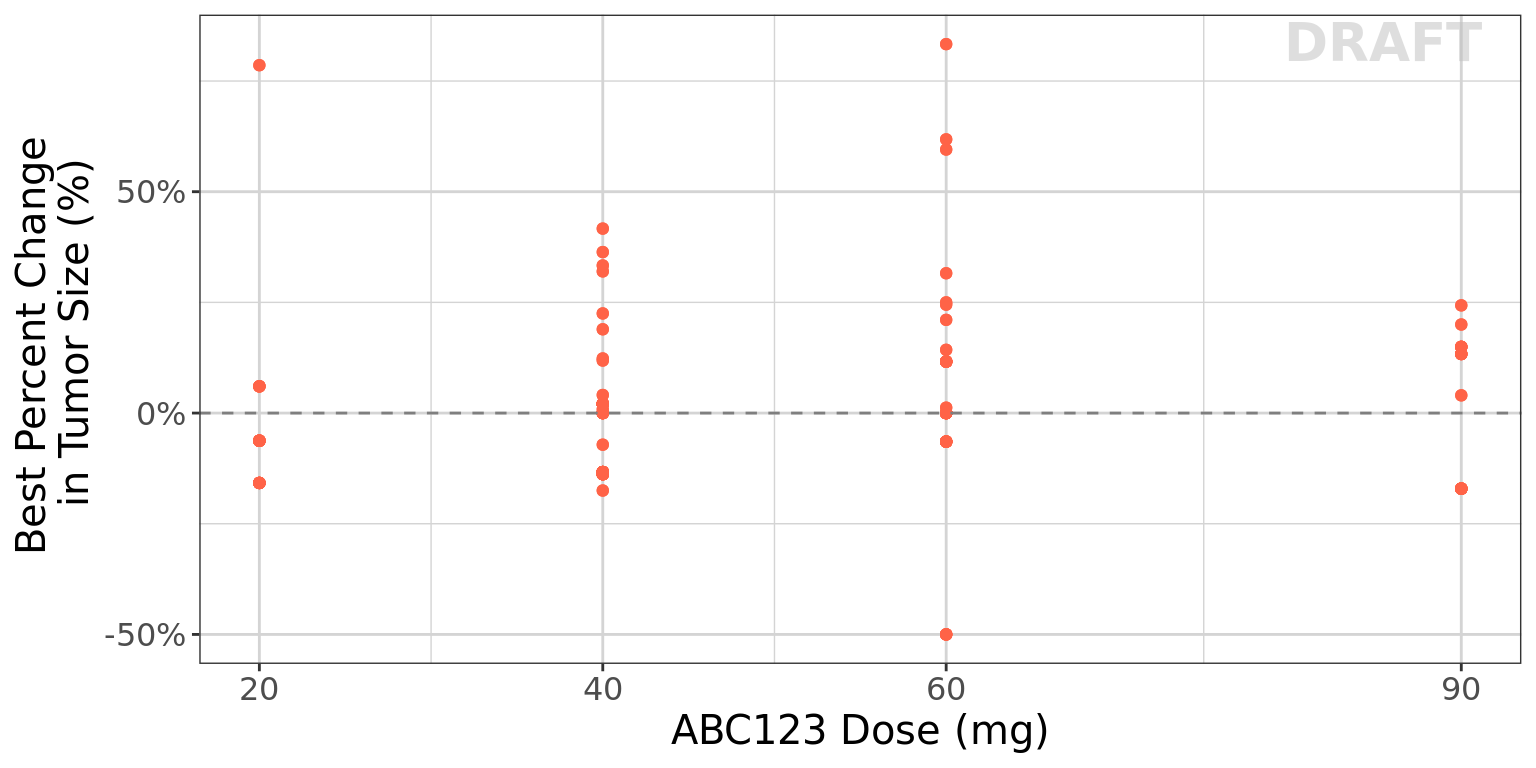 DRAFT
Best Percent Change
in Tumor Size (%)
50%
0%
-50%
20
40
60
90
ABC123 Dose (mg)